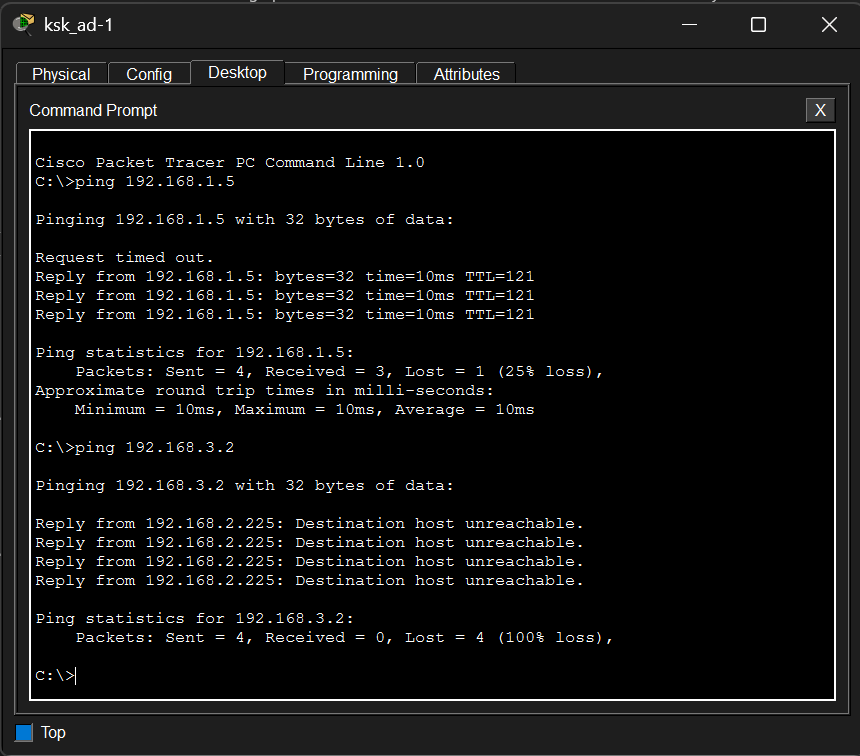 ksk_ad-1
Physical Config Desktop Programming Attributes
Command Prompt X
Cisco Packet Tracer PC Command Line 1.0
C:\>ping 192.168.1.5
Pinging 192.168.1.5 with 32 bytes of data:
Request timed out.
Reply from 192.168.1.5: bytes=32 time=10ms TTL=121
Reply from 192.168.1.5: bytes=32 time=10ms TTL=121
Reply from 192.168.1.5: bytes=32 time=10ms TTL=121
Ping statistics for 192.168.1.5:
Packets: Sent = 4, Received = 3, Lost = 1 (25% loss),
Approximate round trip times in milli-seconds:
Minimum = 10ms, Maximum = 10ms, Average = 10ms
C:\>ping 192.168.3.2
Pinging 192.168.3.2 with 32 bytes of data:
Reply from 192.168.2.225: Destination host unreachable.
Reply from 192.168.2.225: Destination host unreachable.
Reply from 192.168.2.225: Destination host unreachable.
Reply from 192.168.2.225: Destination host unreachable.
Ping statistics for 192.168.3.2:
Packets: Sent = 4, Received = 0, Lost = 4 (100% loss),
C:\>
Top